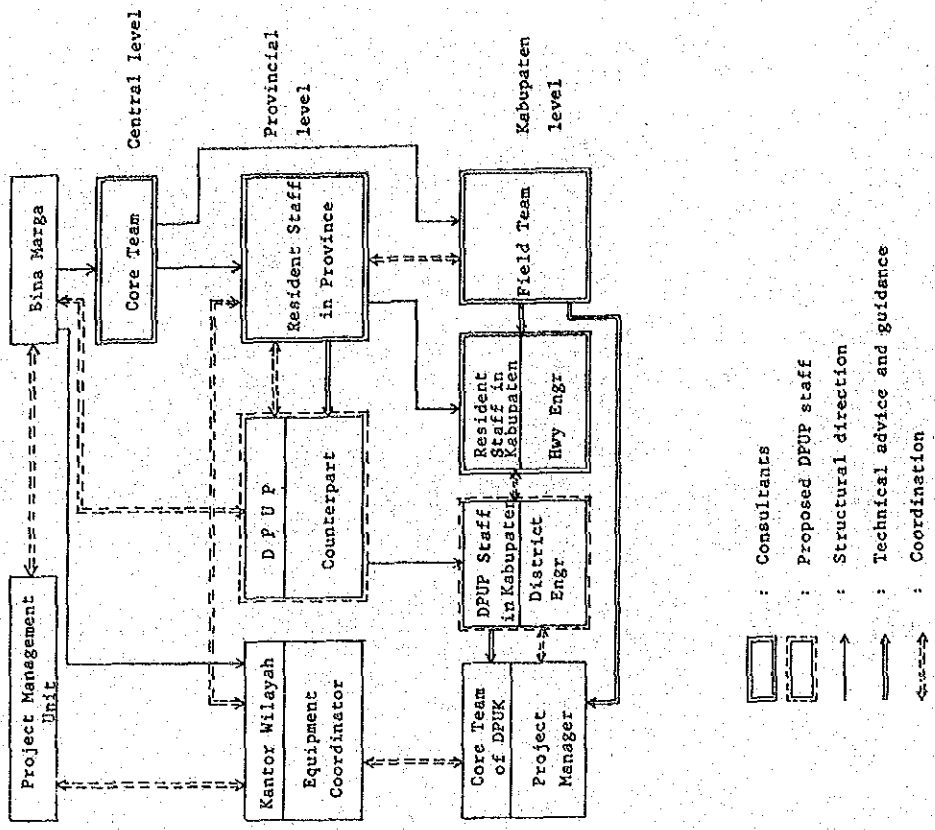 Project Management
Unit
Bina Marga
Core Team
Central level
Kantor Wilayah
Equipment
Coordinator
D P U P
Counterpart
Resident Staff
in Province
Provincial
level
Core Team
of DPUK
Project
Manager
DPUP Staff
in Kabupaten
District
Engr
Resident
Staff in
Kabupaten
Hwy Engr
Field Team
Kabupaten
level
: Consultants
: Proposed DPUP staff
: Structural direction
: Technical advice and guidance
: Coordination